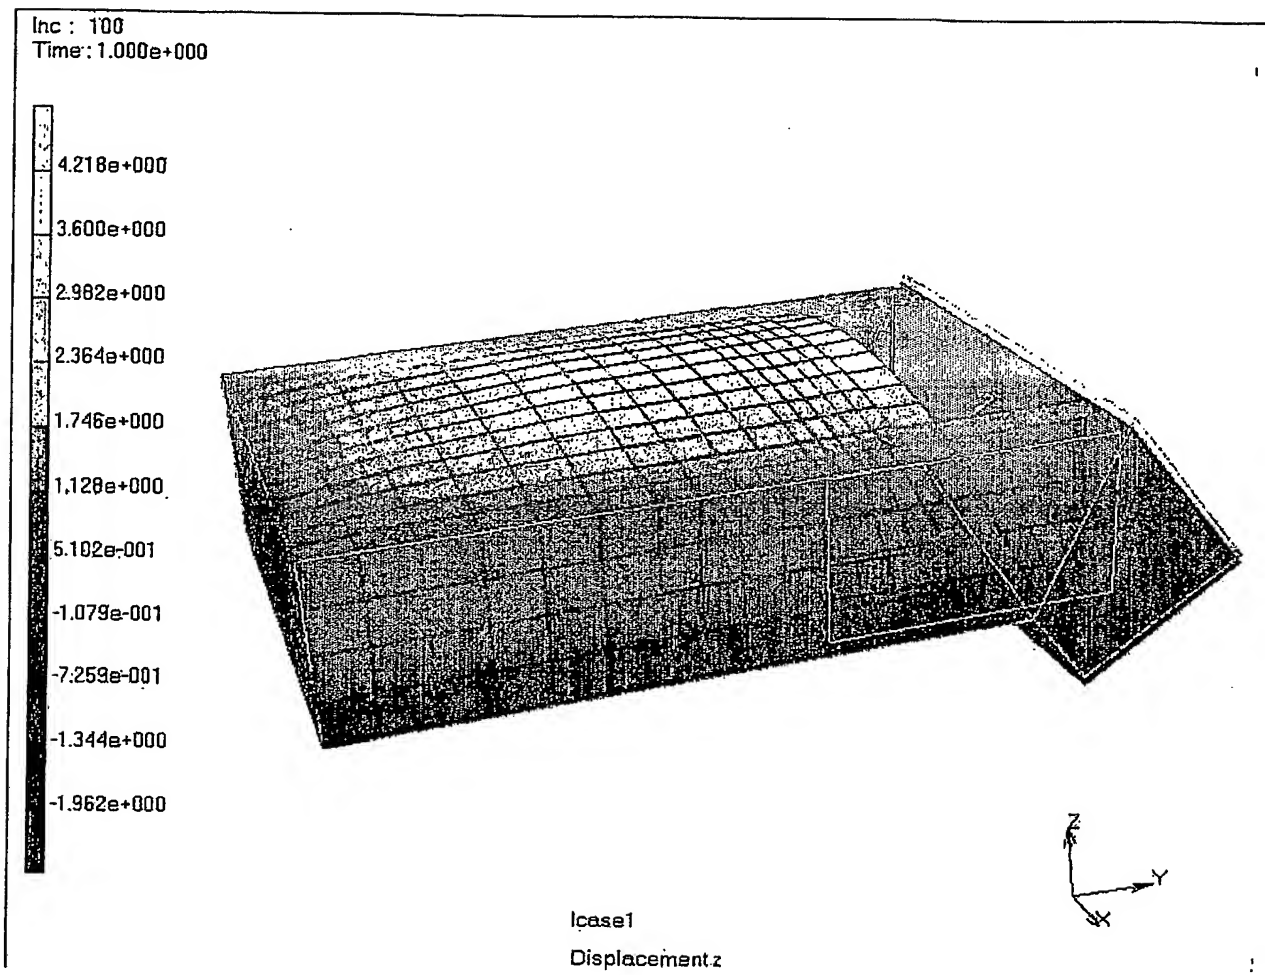 Inc : 100
Time : 1.000e+000
4.218e+000
3.600e+000
2.982e+000
2.364e+000
1.746e+000
1.128e+000
5.102e-001
-1.079e-001
-7.259e-001
-1.344e+000
-1.962e+000
Z
Y
X
lcase1
Displacement z